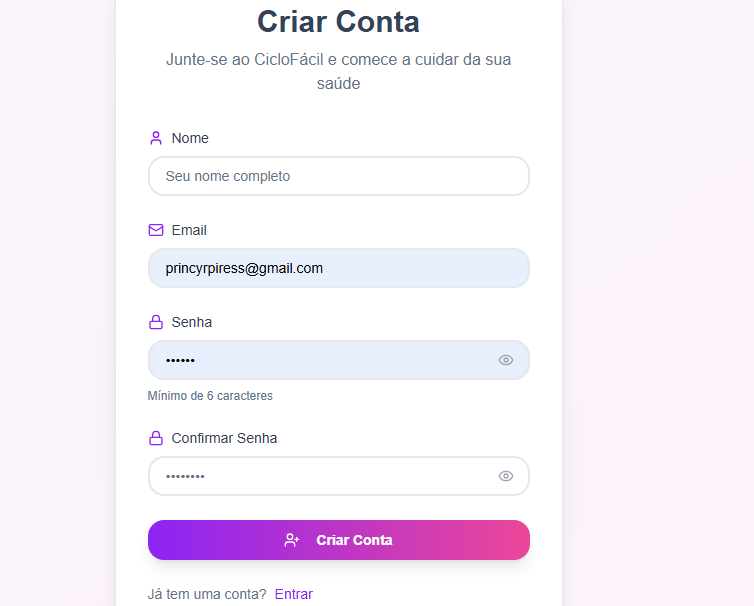 Criar Conta
Junte-se ao CicloFácil e comece a cuidar da sua
saúde
Nome
Seu nome completo
Email
princyrpiress@gmail.com
Senha
••••••
Mínimo de 6 caracteres
Confirmar Senha
••••••••
Criar Conta
Já tem uma conta? Entrar